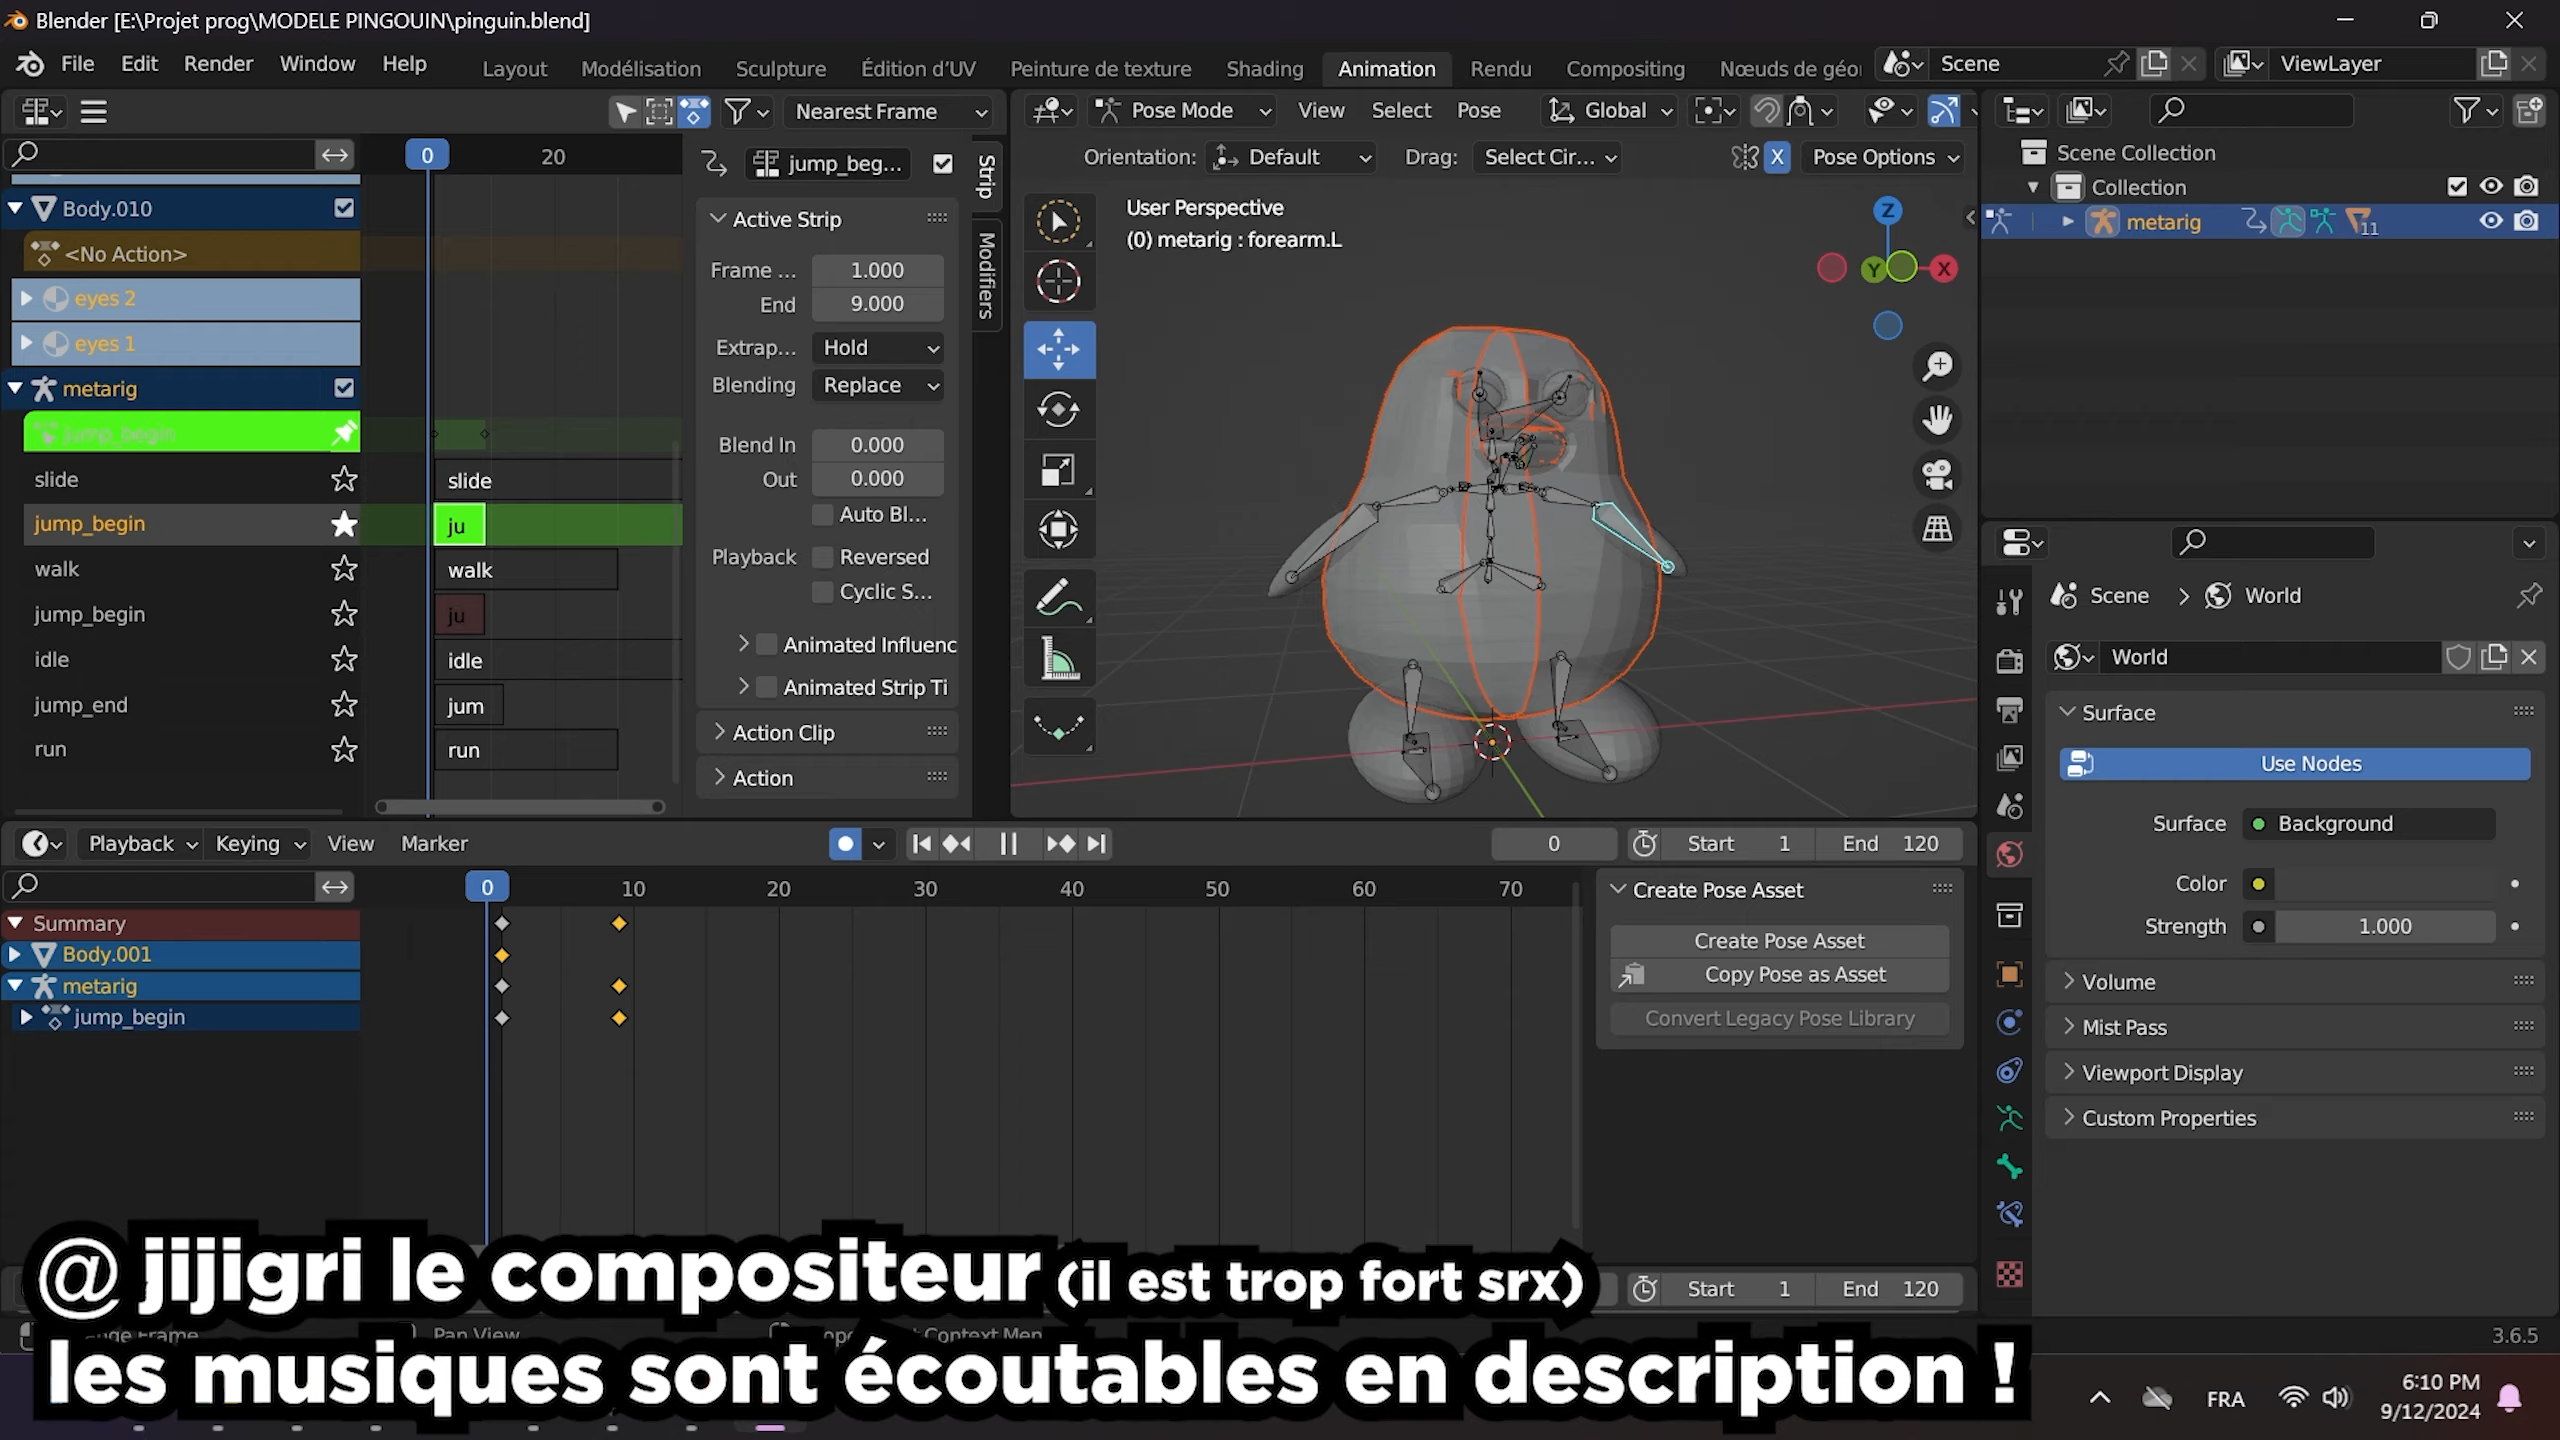 Blender [E:\Projet prog\MODELE PINGOUIN\pinguin.blend]
File Edit Render Window Help
Layout Modélisation Sculpture Édition d'UV Peinture de texture Shading Animation Rendu Compositing Nœuds de géo
Scene ViewLayer
Nearest Frame
Pose Mode View Select Pose Global
0 20
jump_beg...
Strip
Modifiers
Orientation: Default Drag: Select Cir... X Pose Options
Scene Collection
Collection
metarig 11
Body.010
<No Action>
eyes 2
eyes 1
metarig
jump_begin
slide slide
jump_begin ju
walk walk
jump_begin ju
idle idle
jump_end jum
run run
Active Strip
Frame ... 1.000
End 9.000
Extrap... Hold
Blending Replace
Blend In 0.000
Out 0.000
Auto Bl...
Playback Reversed
Cyclic S...
Animated Influenc
Animated Strip Ti
Action Clip
Action
User Perspective
(0) metarig : forearm.L
Z
Y X
Scene > World
World
Surface
Use Nodes
Surface Background
Color
Strength 1.000
Volume
Mist Pass
Viewport Display
Custom Properties
Playback Keying View Marker
0 Start 1 End 120
0 10 20 30 40 50 60 70
Summary
Body.001
metarig
jump_begin
Create Pose Asset
Create Pose Asset
Copy Pose as Asset
Convert Legacy Pose Library
Start 1 End 120
@ jijigri le compositeur (il est trop fort srx)
Pan View
3.6.5
les musiques sont écoutables en description !
FRA
6:10 PM
9/12/2024